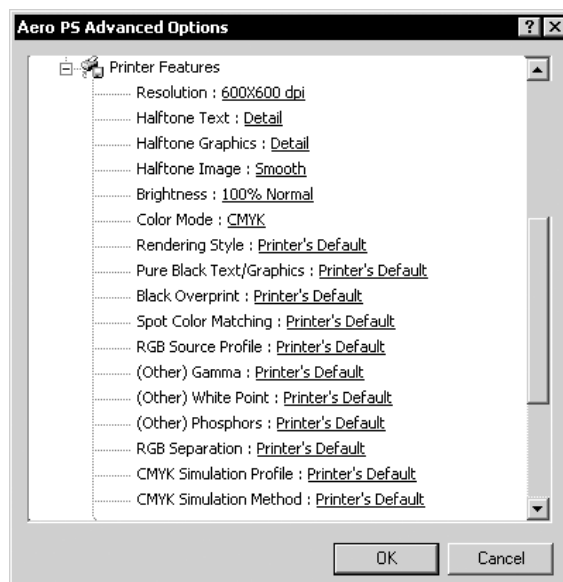 Aero PS Advanced Options
Printer Features
Resolution : 600X600 dpi
Halftone Text : Detail
Halftone Graphics : Detail
Halftone Image : Smooth
Brightness : 100% Normal
Color Mode : CMYK
Rendering Style : Printer's Default
Pure Black Text/Graphics : Printer's Default
Black Overprint : Printer's Default
Spot Color Matching : Printer's Default
RGB Source Profile : Printer's Default
(Other) Gamma : Printer's Default
(Other) White Point : Printer's Default
(Other) Phosphors : Printer's Default
RGB Separation : Printer's Default
CMYK Simulation Profile : Printer's Default
CMYK Simulation Method : Printer's Default
OK Cancel